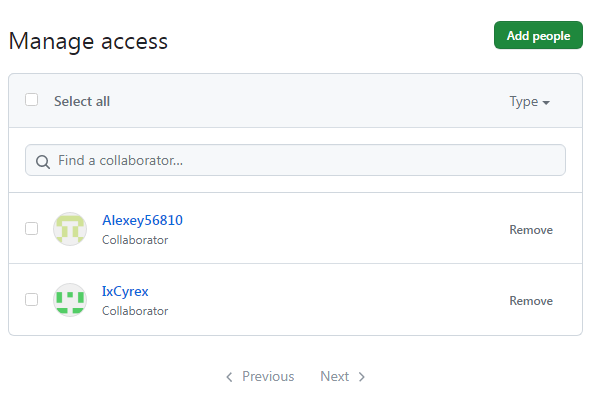 Manage access
Add people
Select all
Type
Find a collaborator...
Alexey56810
Collaborator
Remove
IxCyrex
Collaborator
Remove
Previous
Next